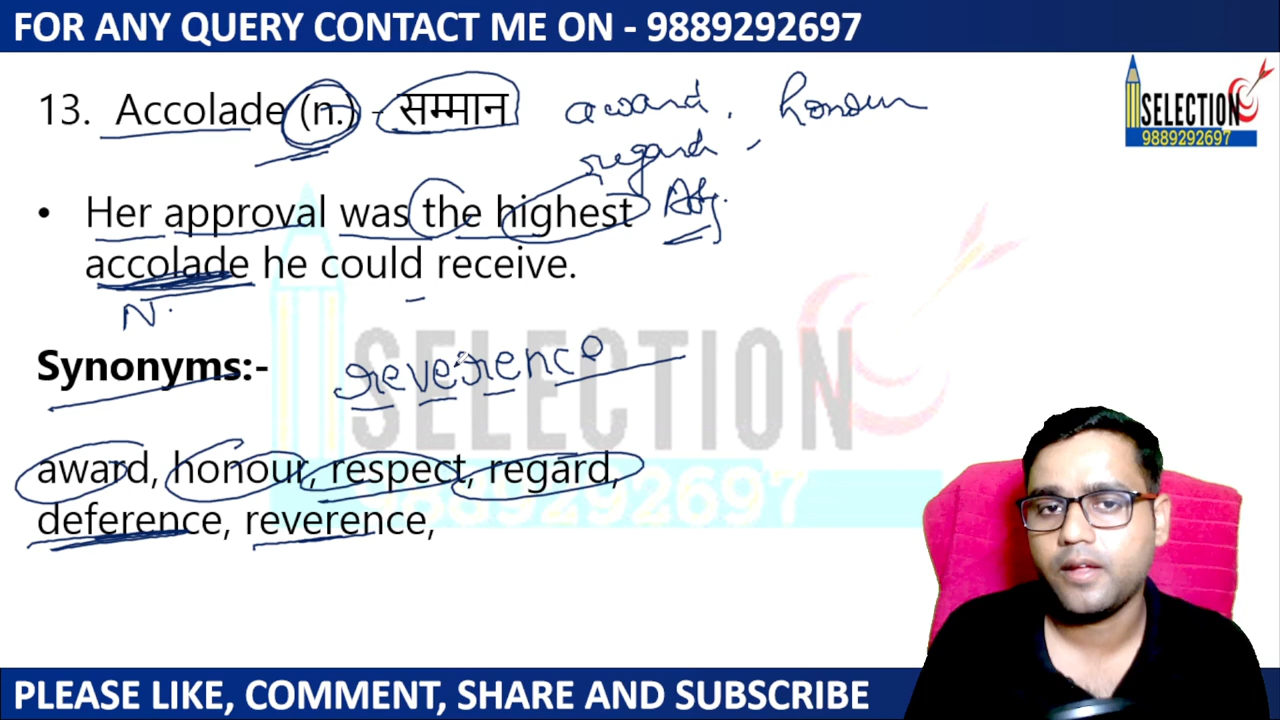 FOR ANY QUERY CONTACT ME ON - 9889292697
SELECTION
9889292697
13. Accolade (n.) - सम्मान award, honour
regard,
• Her approval was the highest Adj.
accolade he could receive.
N.
Synonyms:- reverence
SELECTION
award, honour, respect, regard,
9889292697
deference, reverence,
PLEASE LIKE, COMMENT, SHARE AND SUBSCRIBE